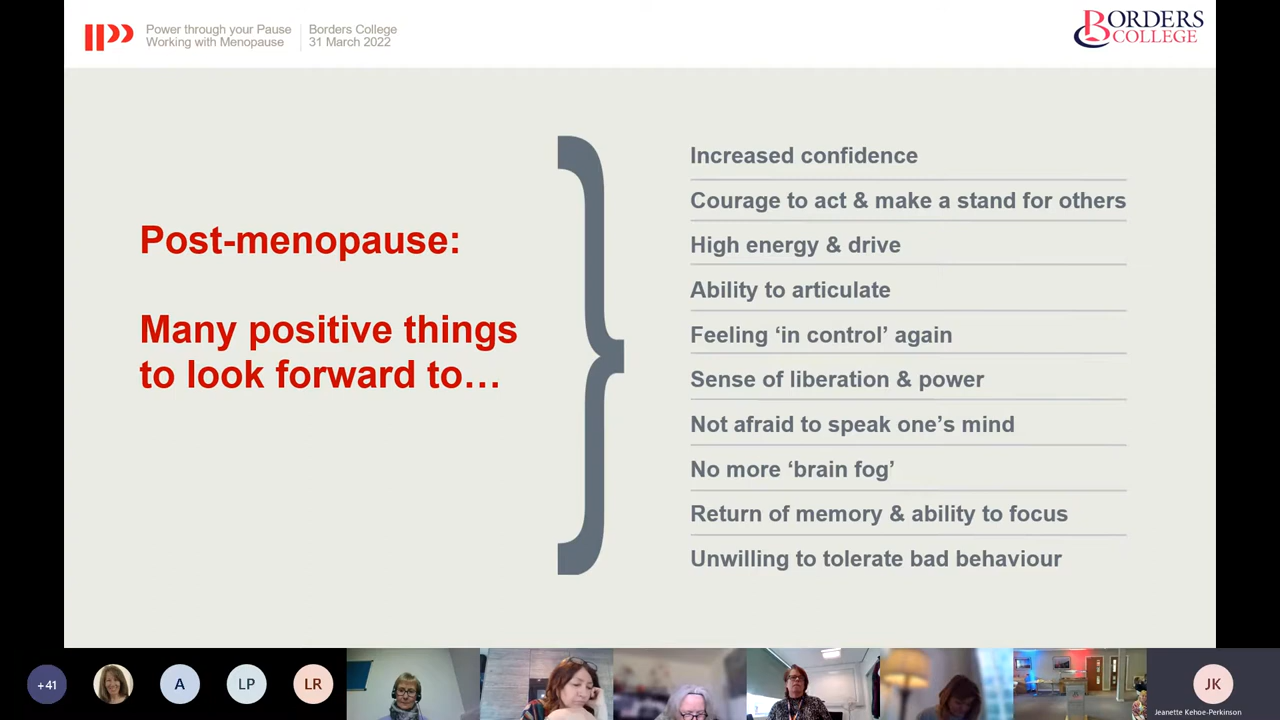 Power through your Pause
Working with Menopause
Borders College
31 March 2022
BORDERS
COLLEGE
Post-menopause:
Many positive things
to look forward to…
Increased confidence
Courage to act & make a stand for others
High energy & drive
Ability to articulate
Feeling ‘in control’ again
Sense of liberation & power
Not afraid to speak one’s mind
No more ‘brain fog’
Return of memory & ability to focus
Unwilling to tolerate bad behaviour
+41
A
LP
LR
JK
Jeanette Kehoe-Perkinson